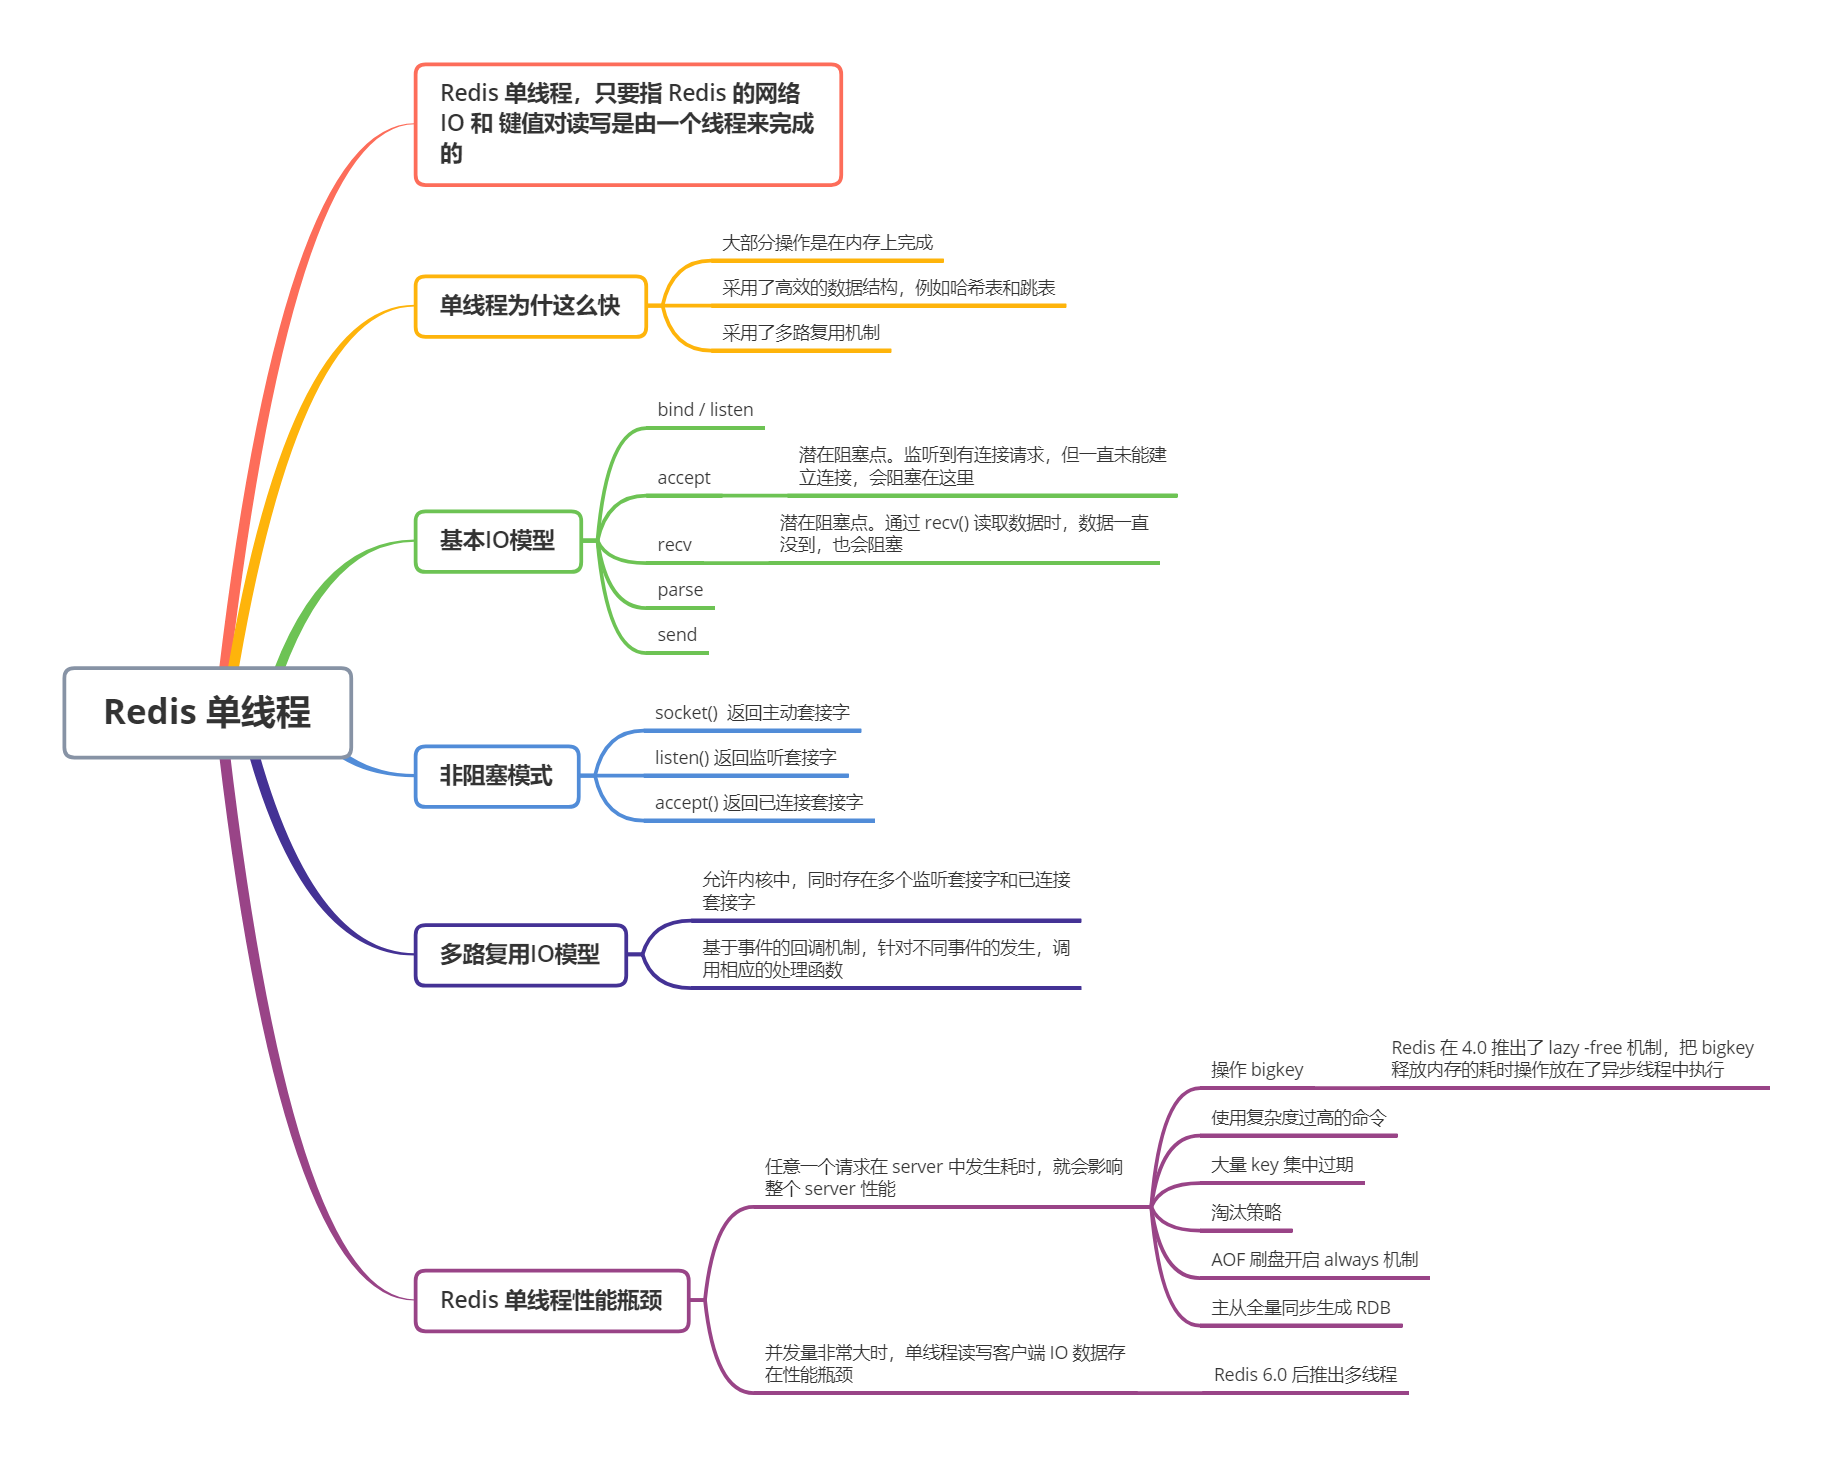 Redis 单线程
Redis 单线程，只要指 Redis 的网络
IO 和 键值对读写是由一个线程来完成
的
单线程为什这么快
大部分操作是在内存上完成
采用了高效的数据结构，例如哈希表和跳表
采用了多路复用机制
基本IO模型
bind / listen
accept
潜在阻塞点。监听到有连接请求，但一直未能建
立连接，会阻塞在这里
recv
潜在阻塞点。通过 recv() 读取数据时，数据一直
没到，也会阻塞
parse
send
非阻塞模式
socket()  返回主动套接字
listen() 返回监听套接字
accept() 返回已连接套接字
多路复用IO模型
允许内核中，同时存在多个监听套接字和已连接
套接字
基于事件的回调机制，针对不同事件的发生，调
用相应的处理函数
Redis 单线程性能瓶颈
任意一个请求在 server 中发生耗时，就会影响
整个 server 性能
操作 bigkey
Redis 在 4.0 推出了 lazy -free 机制，把 bigkey
释放内存的耗时操作放在了异步线程中执行
使用复杂度过高的命令
大量 key 集中过期
淘汰策略
AOF 刷盘开启 always 机制
主从全量同步生成 RDB
并发量非常大时，单线程读写客户端 IO 数据存
在性能瓶颈
Redis 6.0 后推出多线程